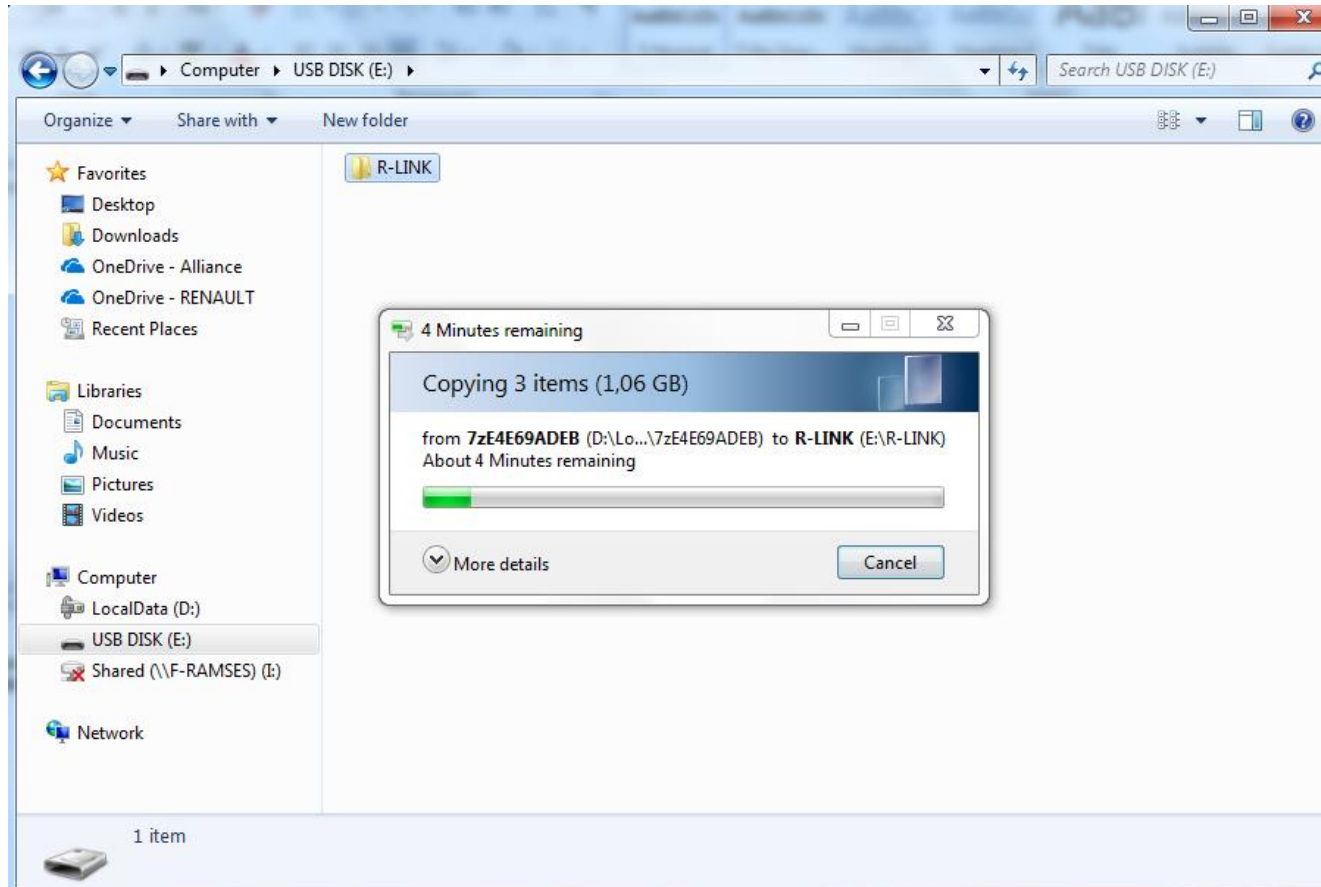 Computer ▸ USB DISK (E:) ▸
Search USB DISK (E:)
Organize
Share with
New folder
Favorites
Desktop
Downloads
OneDrive - Alliance
OneDrive - RENAULT
Recent Places
Libraries
Documents
Music
Pictures
Videos
Computer
LocalData (D:)
USB DISK (E:)
Shared (\\F-RAMSES) (I:)
Network
R-LINK
4 Minutes remaining
Copying 3 items (1,06 GB)
from 7zE4E69ADEB (D:\Lo...\7zE4E69ADEB) to R-LINK (E:\R-LINK)
About 4 Minutes remaining
More details
Cancel
1 item